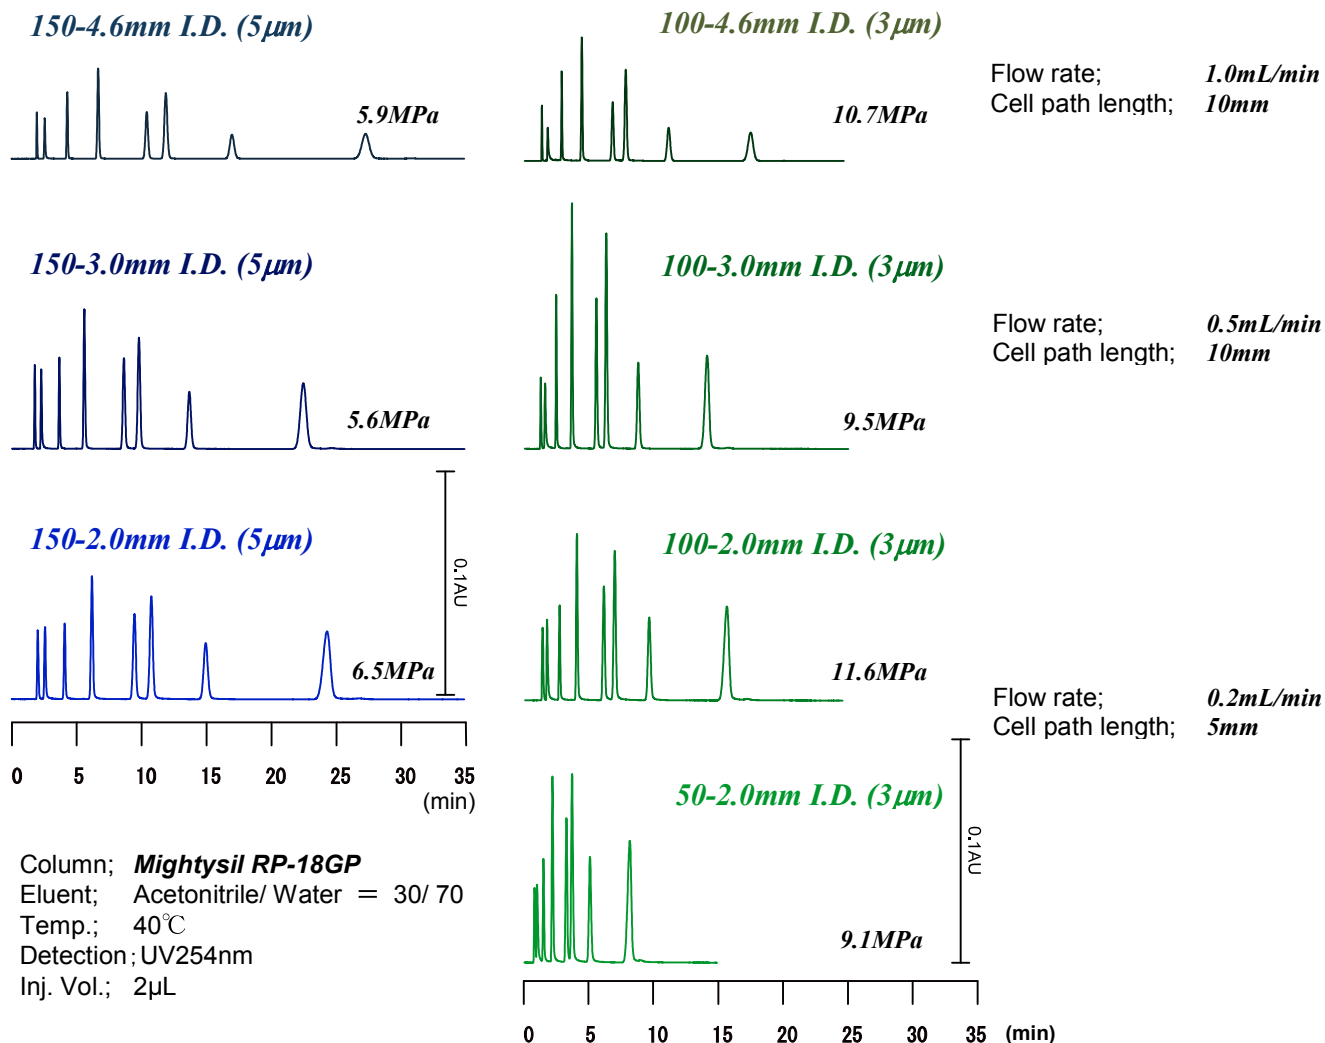 150-4.6mm I.D. (5μm)
5.9MPa
100-4.6mm I.D. (3μm)
10.7MPa
Flow rate; 1.0mL/min
Cell path length; 10mm
150-3.0mm I.D. (5μm)
5.6MPa
100-3.0mm I.D. (3μm)
9.5MPa
Flow rate; 0.5mL/min
Cell path length; 10mm
150-2.0mm I.D. (5μm)
6.5MPa
0.1AU
100-2.0mm I.D. (3μm)
11.6MPa
Flow rate; 0.2mL/min
Cell path length; 5mm
0 5 10 15 20 25 30 35
(min)
50-2.0mm I.D. (3μm)
9.1MPa
0.1AU
0 5 10 15 20 25 30 35 (min)
Column; Mightysil RP-18GP
Eluent; Acetonitrile/ Water ＝ 30/ 70
Temp.; 40℃
Detection; UV254nm
Inj. Vol.; 2μL